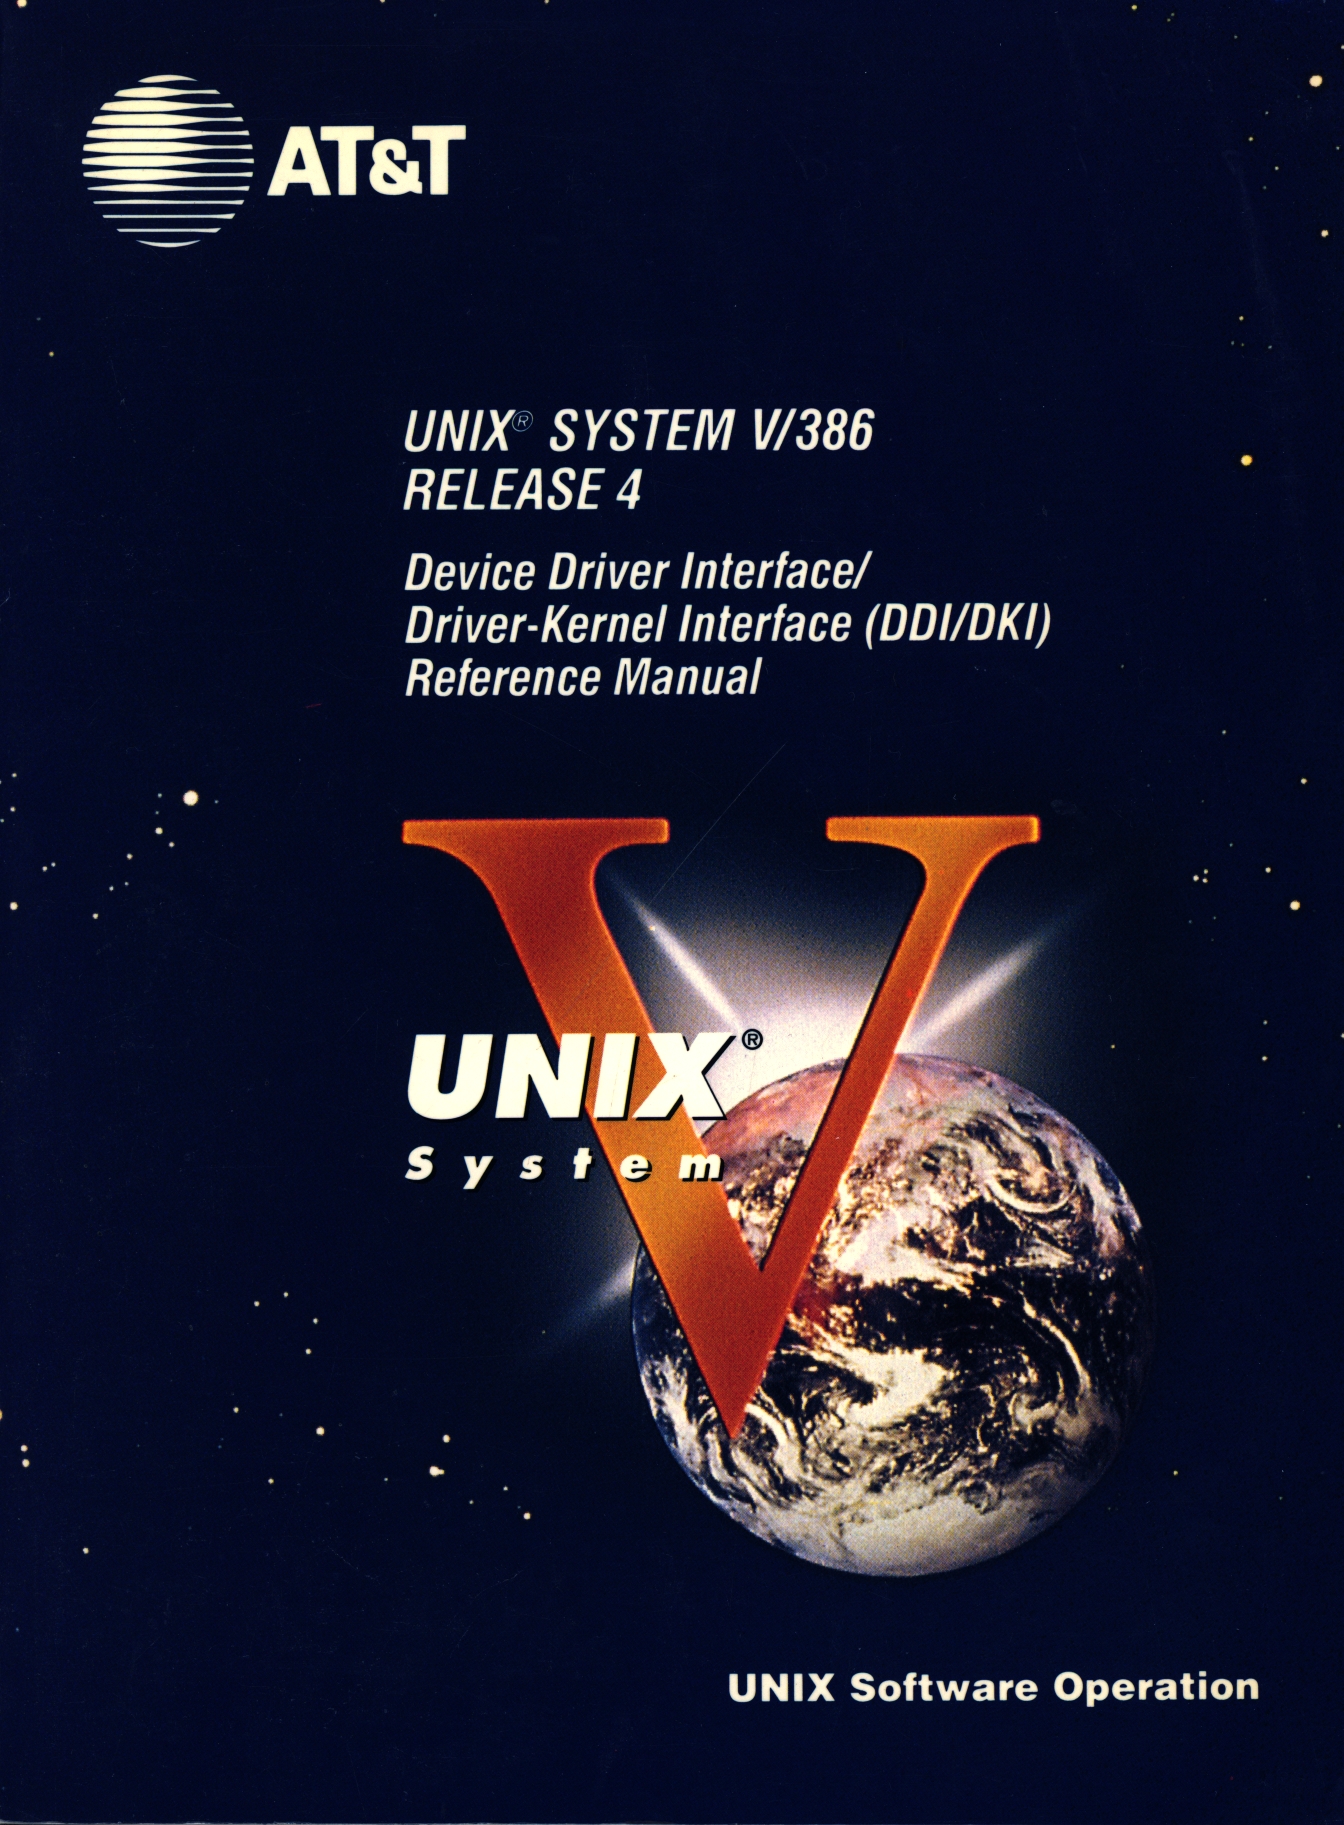 AT&T
UNIX® SYSTEM V/386
RELEASE 4
Device Driver Interface/
Driver-Kernel Interface (DDI/DKI)
Reference Manual
V
UNIX®
System
UNIX Software Operation